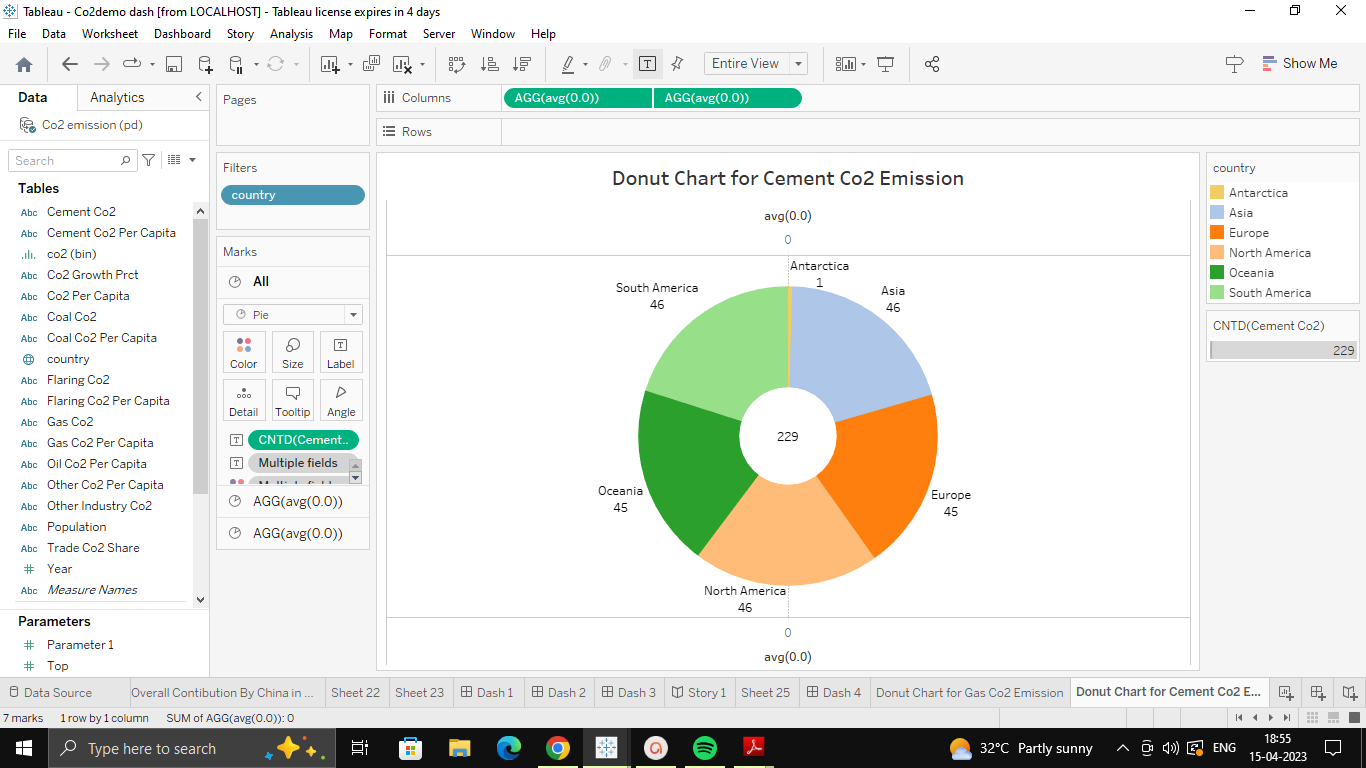 Tableau - Co2demo dash [from LOCALHOST] - Tableau license expires in 4 days
File Data Worksheet Dashboard Story Analysis Map Format Server Window Help
Entire View
Show Me
Data Analytics
Co2 emission (pd)
Search
Tables
Abc Cement Co2
Abc Cement Co2 Per Capita
co2 (bin)
Abc Co2 Growth Prct
Abc Co2 Per Capita
Abc Coal Co2
Abc Coal Co2 Per Capita
country
Abc Flaring Co2
Abc Flaring Co2 Per Capita
Abc Gas Co2
Abc Gas Co2 Per Capita
Abc Oil Co2 Per Capita
Abc Other Co2 Per Capita
Abc Other Industry Co2
Abc Population
Abc Trade Co2 Share
# Year
Abc Measure Names
Parameters
# Parameter 1
# Top
Pages
Filters
country
Marks
All
Pie
Color Size Label
Detail Tooltip Angle
T CNTD(Cement..
T Multiple fields
AGG(avg(0.0))
AGG(avg(0.0))
Columns AGG(avg(0.0)) AGG(avg(0.0))
Rows
Donut Chart for Cement Co2 Emission
avg(0.0)
0
Antarctica
1
South America
46
Asia
46
229
Oceania
45
Europe
45
North America
46
0
avg(0.0)
country
Antarctica
Asia
Europe
North America
Oceania
South America
CNTD(Cement Co2)
229
Data Source Overall Contibution By China in ... Sheet 22 Sheet 23 Dash 1 Dash 2 Dash 3 Story 1 Sheet 25 Dash 4 Donut Chart for Gas Co2 Emission Donut Chart for Cement Co2 E...
7 marks 1 row by 1 column SUM of AGG(avg(0.0)): 0
Type here to search
32°C Partly sunny
ENG
18:55
15-04-2023